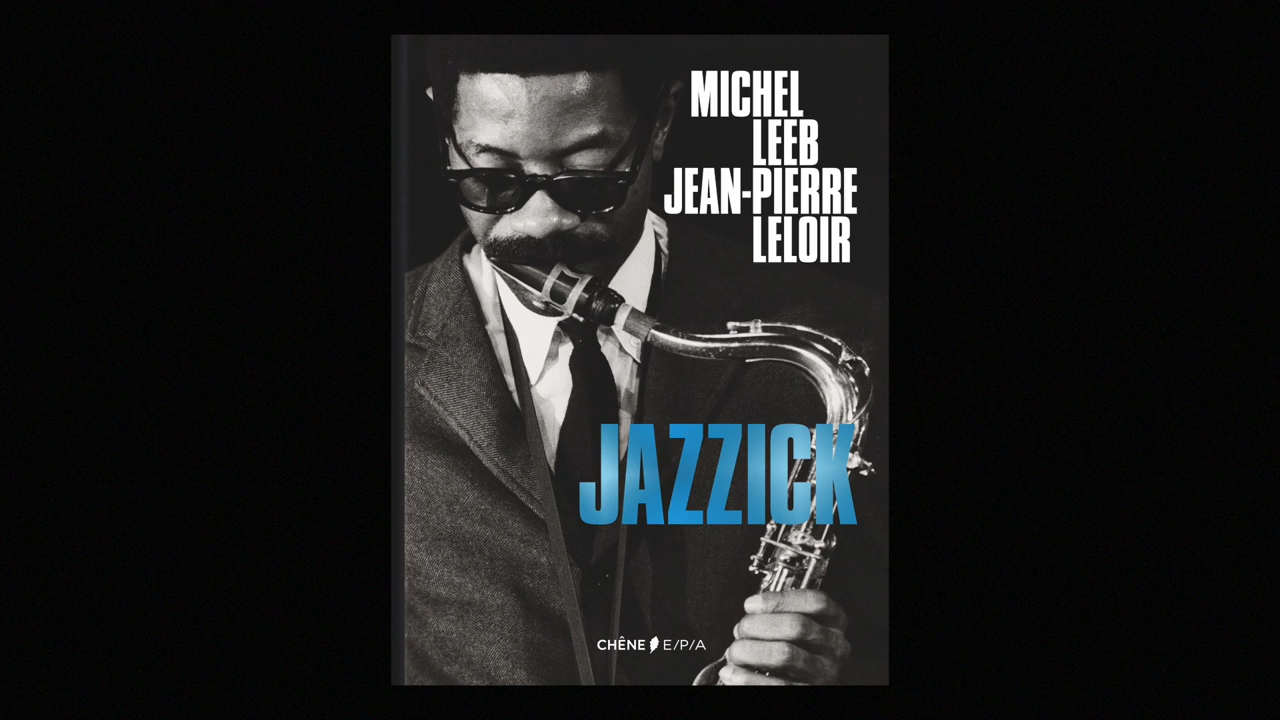 MICHEL
LEEB
JEAN-PIERRE
LELOIR
JAZZICK
CHÊNE E/P/A